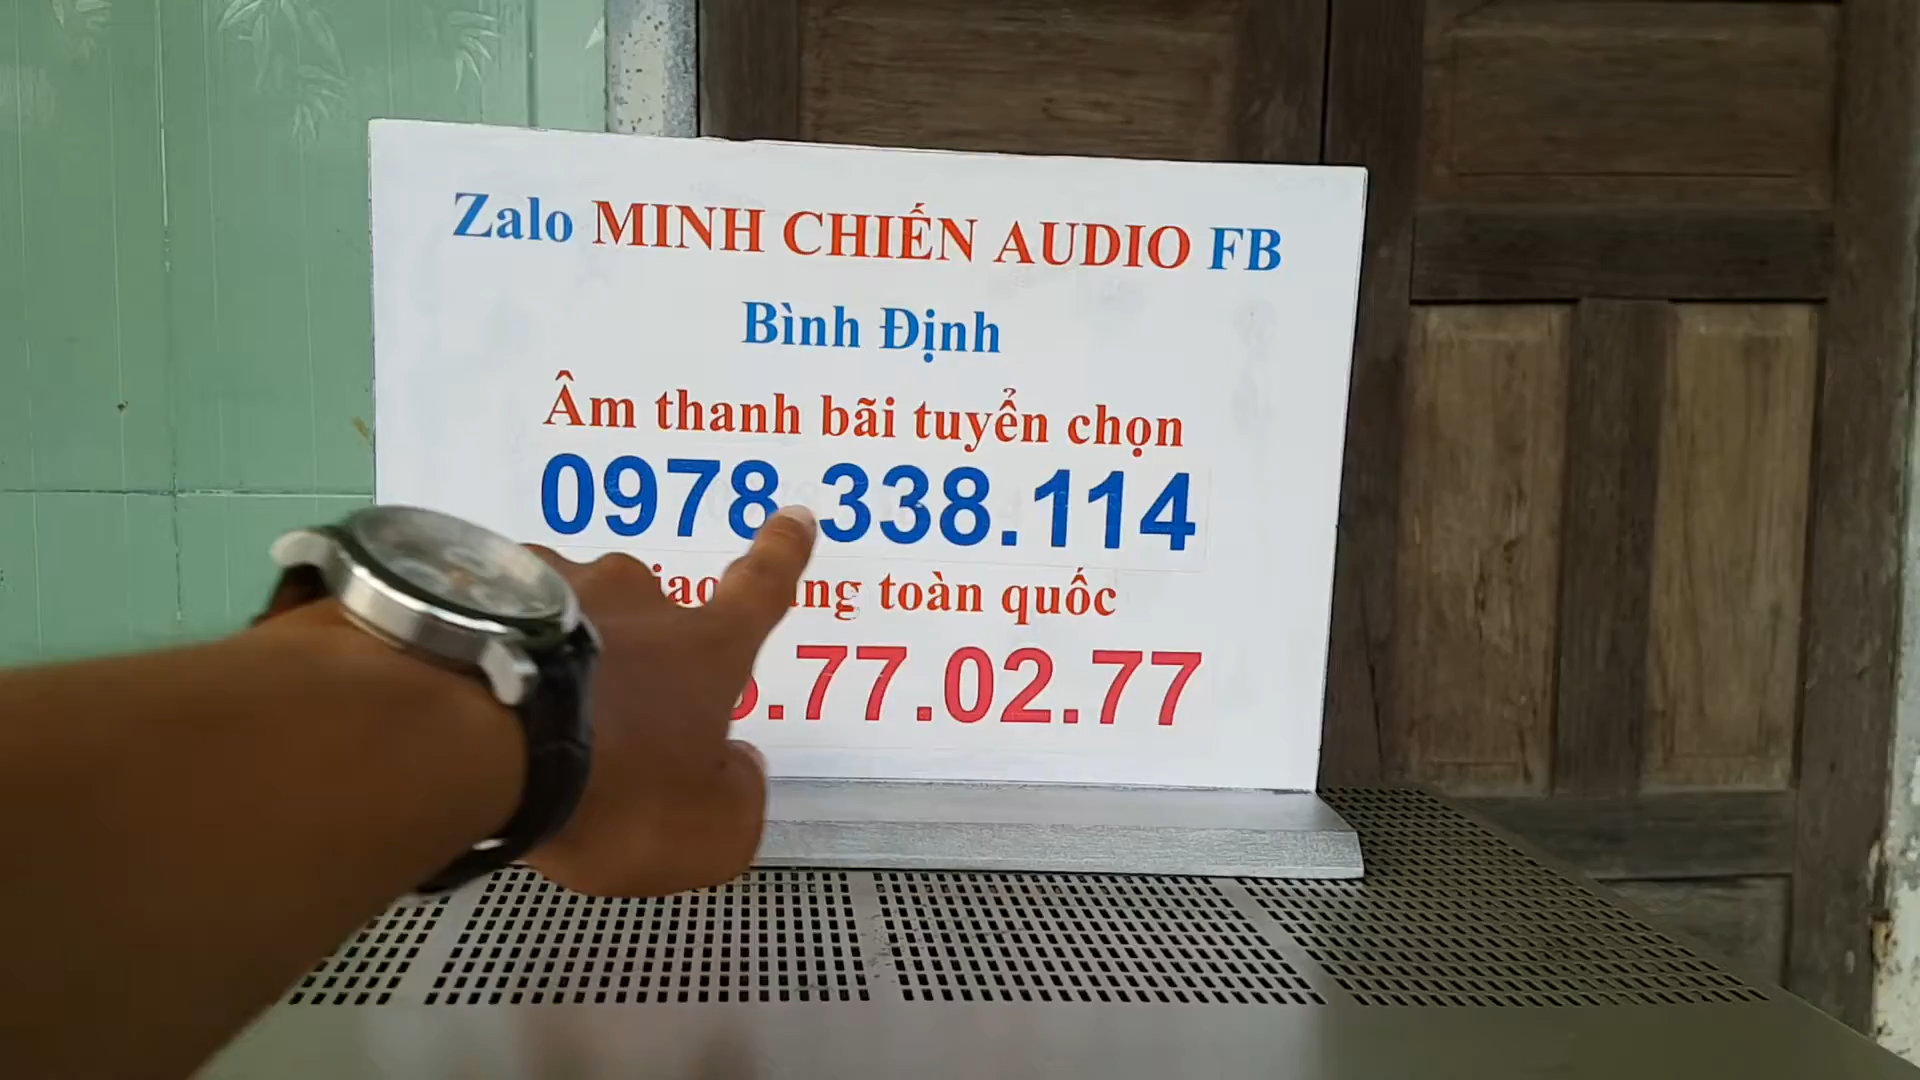 Zalo MINH CHIẾN AUDIO FB
Bình Định
Âm thanh bãi tuyển chọn
0978.338.114
toàn quốc
.77.02.77